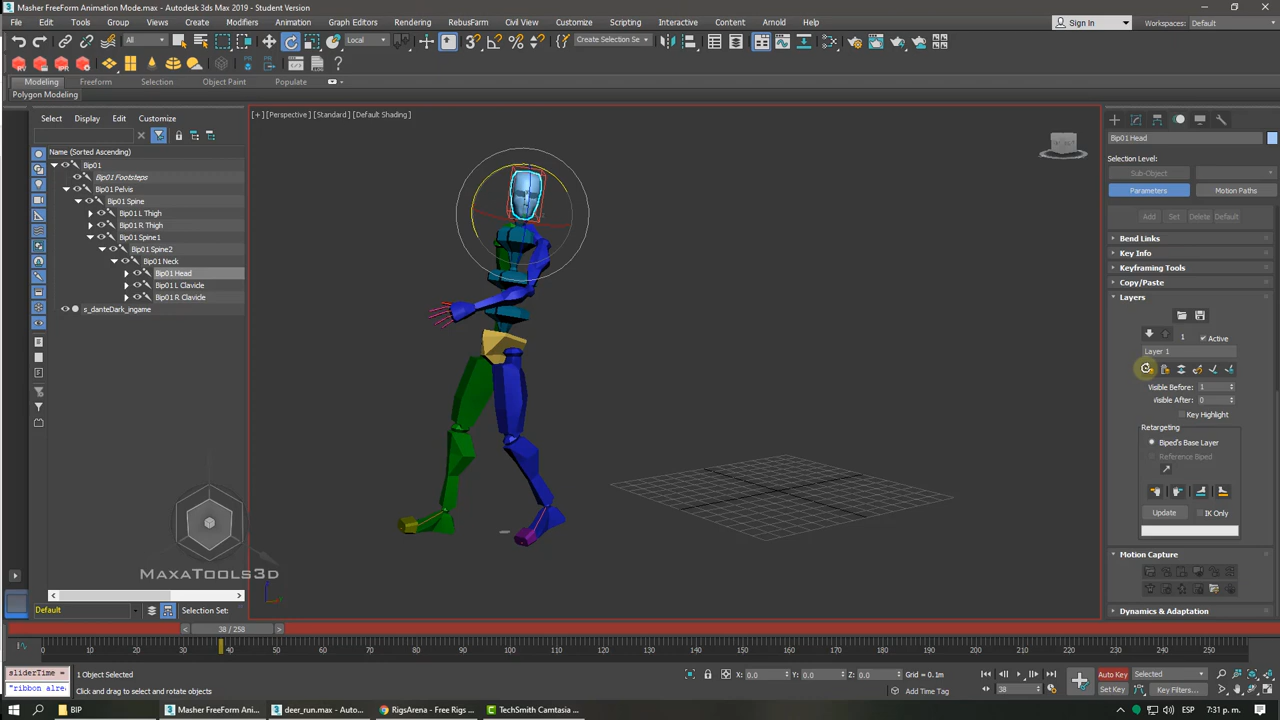 Masher FreeForm Animation Mode.max - Autodesk 3ds Max 2019 - Student Version
File Edit Tools Group Views Create Modifiers Animation Graph Editors Rendering RebusFarm Civil View Customize Scripting Interactive Content Arnold Help
Sign In Workspaces: Default
All Local Create Selection Se
Modeling Freeform Selection Object Paint Populate
Polygon Modeling
Select Display Edit Customize
Name (Sorted Ascending)
Bip01
Bip01 Footsteps
Bip01 Pelvis
Bip01 Spine
Bip01 L Thigh
Bip01 R Thigh
Bip01 Spine1
Bip01 Spine2
Bip01 Neck
Bip01 Head
Bip01 L Clavicle
Bip01 R Clavicle
s_danteDark_ingame
[+] [Perspective] [Standard] [Default Shading]
MAXATOOLS3D
Default Selection Set:
Bip01 Head
Selection Level:
Sub-Object
Parameters Motion Paths
Add Set Delete Default
Bend Links
Key Info
Keyframing Tools
Copy/Paste
Layers
1 Active
Layer 1
Visible Before: 1
Visible After: 0
Key Highlight
Retargeting
Biped's Base Layer
Reference Biped
Update IK Only
Motion Capture
Dynamics & Adaptation
< 38 / 258 >
0 10 20 30 40 50 60 70 80 90 100 110 120 130 140 150 160 170 180 190 200 210 220 230 240 250
sliderTime =
"ribbon alre
1 Object Selected
Click and drag to select and rotate objects
X: 0.0 Y: 0.0 Z: 0.0 Grid = 0.1m
Add Time Tag
38
Auto Key Selected
Set Key Key Filters...
BIP Masher FreeForm Ani... deer_run.max - Auto... RigsArena - Free Rigs ... TechSmith Camtasia ... ESP 7:31 p. m.